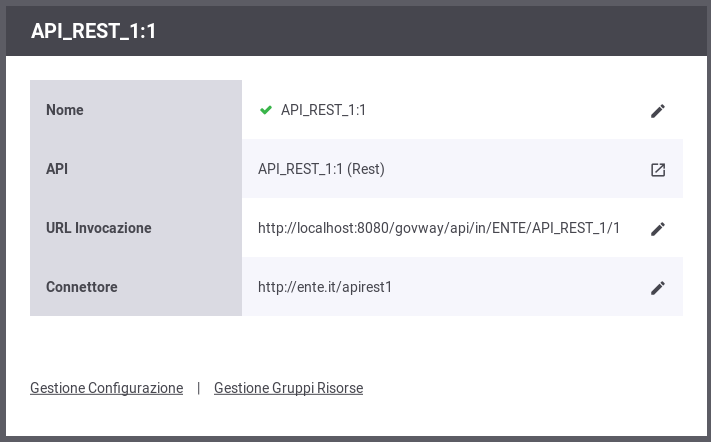 API_REST_1:1
Nome API_REST_1:1
API API_REST_1:1 (Rest)
URL Invocazione http://localhost:8080/govway/api/in/ENTE/API_REST_1/1
Connettore http://ente.it/apirest1
Gestione Configurazione | Gestione Gruppi Risorse